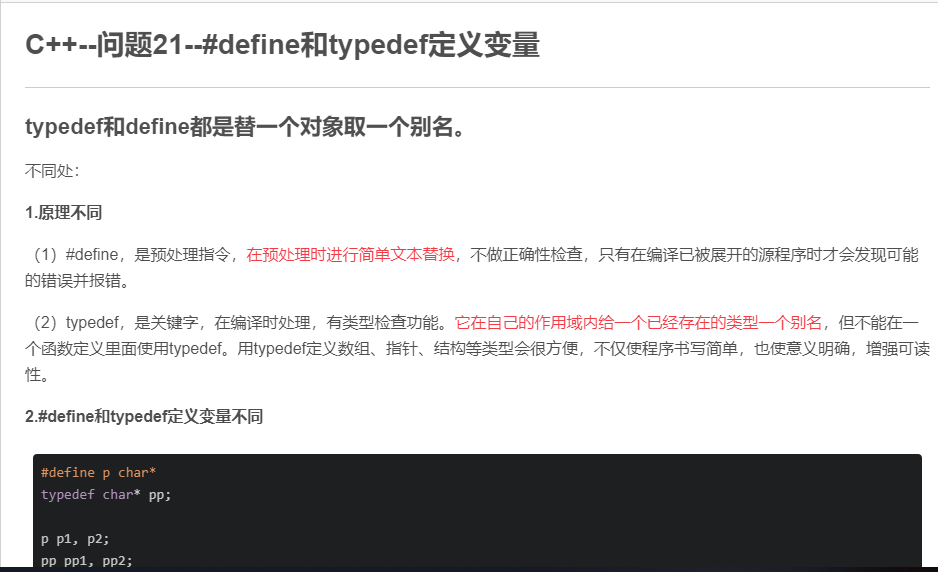 C++--问题21--#define和typedef定义变量
typedef和define都是替一个对象取一个别名。
不同处：
1.原理不同
（1）#define，是预处理指令，在预处理时进行简单文本替换，不做正确性检查，只有在编译已被展开的源程序时才会发现可能
的错误并报错。
（2）typedef，是关键字，在编译时处理，有类型检查功能。它在自己的作用域内给一个已经存在的类型一个别名，但不能在一
个函数定义里面使用typedef。用typedef定义数组、指针、结构等类型会很方便，不仅使程序书写简单，也使意义明确，增强可读
性。
2.#define和typedef定义变量不同
#define p char*
typedef char* pp;
p p1, p2;
pp pp1, pp2;